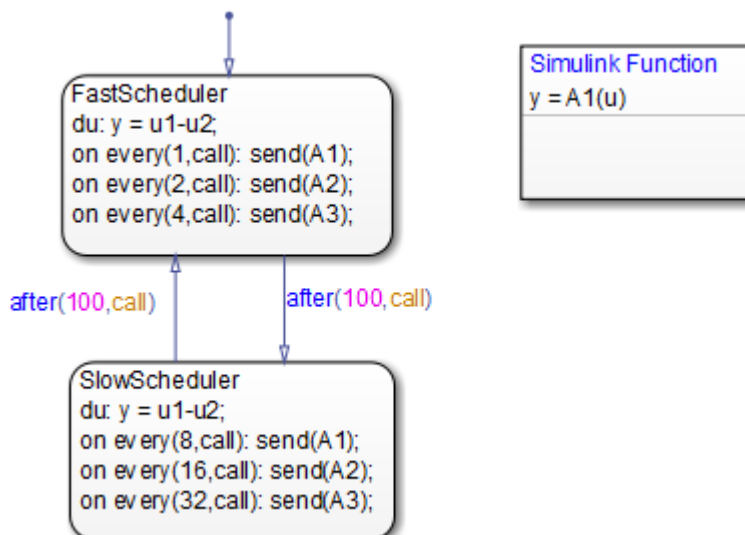 FastScheduler
du: y = u1-u2;
on every(1,call): send(A1);
on every(2,call): send(A2);
on every(4,call): send(A3);
Simulink Function
y = A1(u)
after(100,call)
after(100,call)
SlowScheduler
du: y = u1-u2;
on every(8,call): send(A1);
on every(16,call): send(A2);
on every(32,call): send(A3);